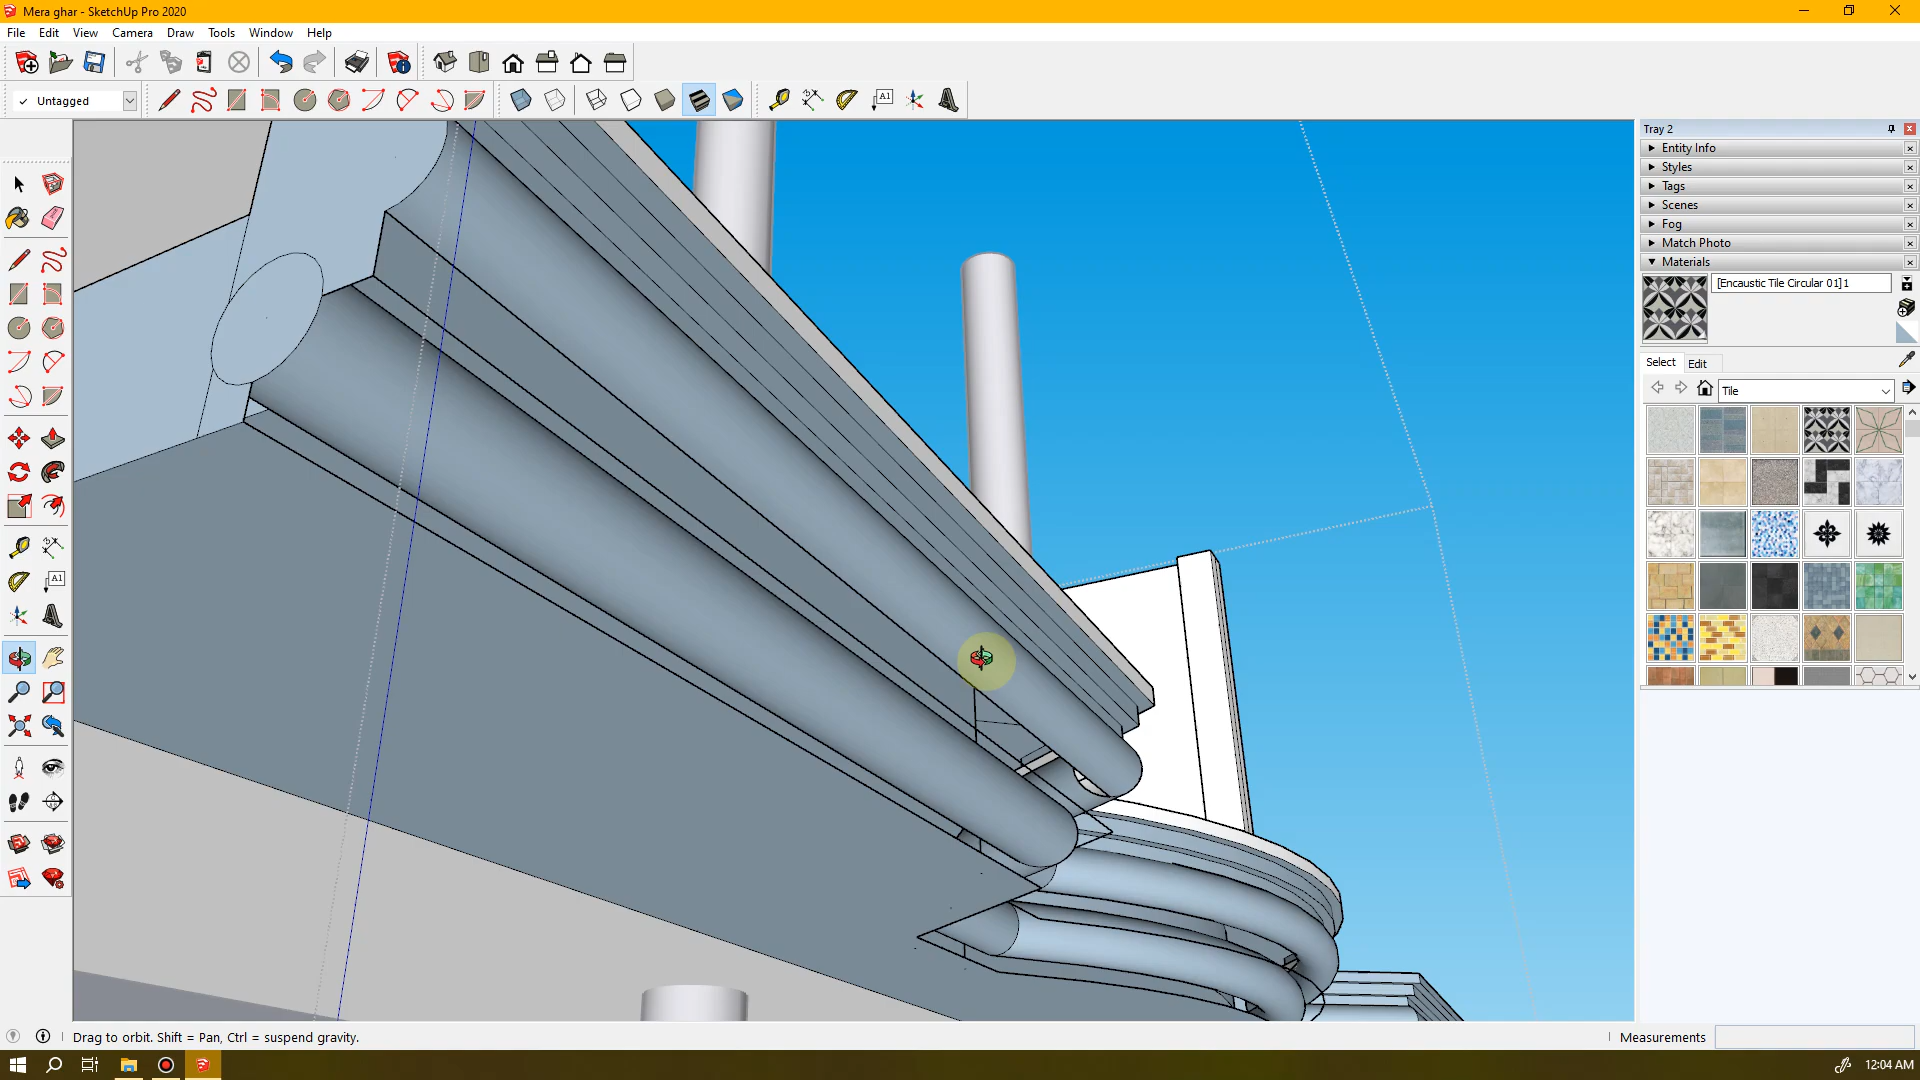 Mera ghar - SketchUp Pro 2020
File Edit View Camera Draw Tools Window Help
Untagged
A1
Tray 2
Entity Info
Styles
Tags
Scenes
Fog
Match Photo
Materials
[Encaustic Tile Circular 01]1
Select Edit
Tile
A1
Drag to orbit. Shift = Pan, Ctrl = suspend gravity.
Measurements
12:04 AM